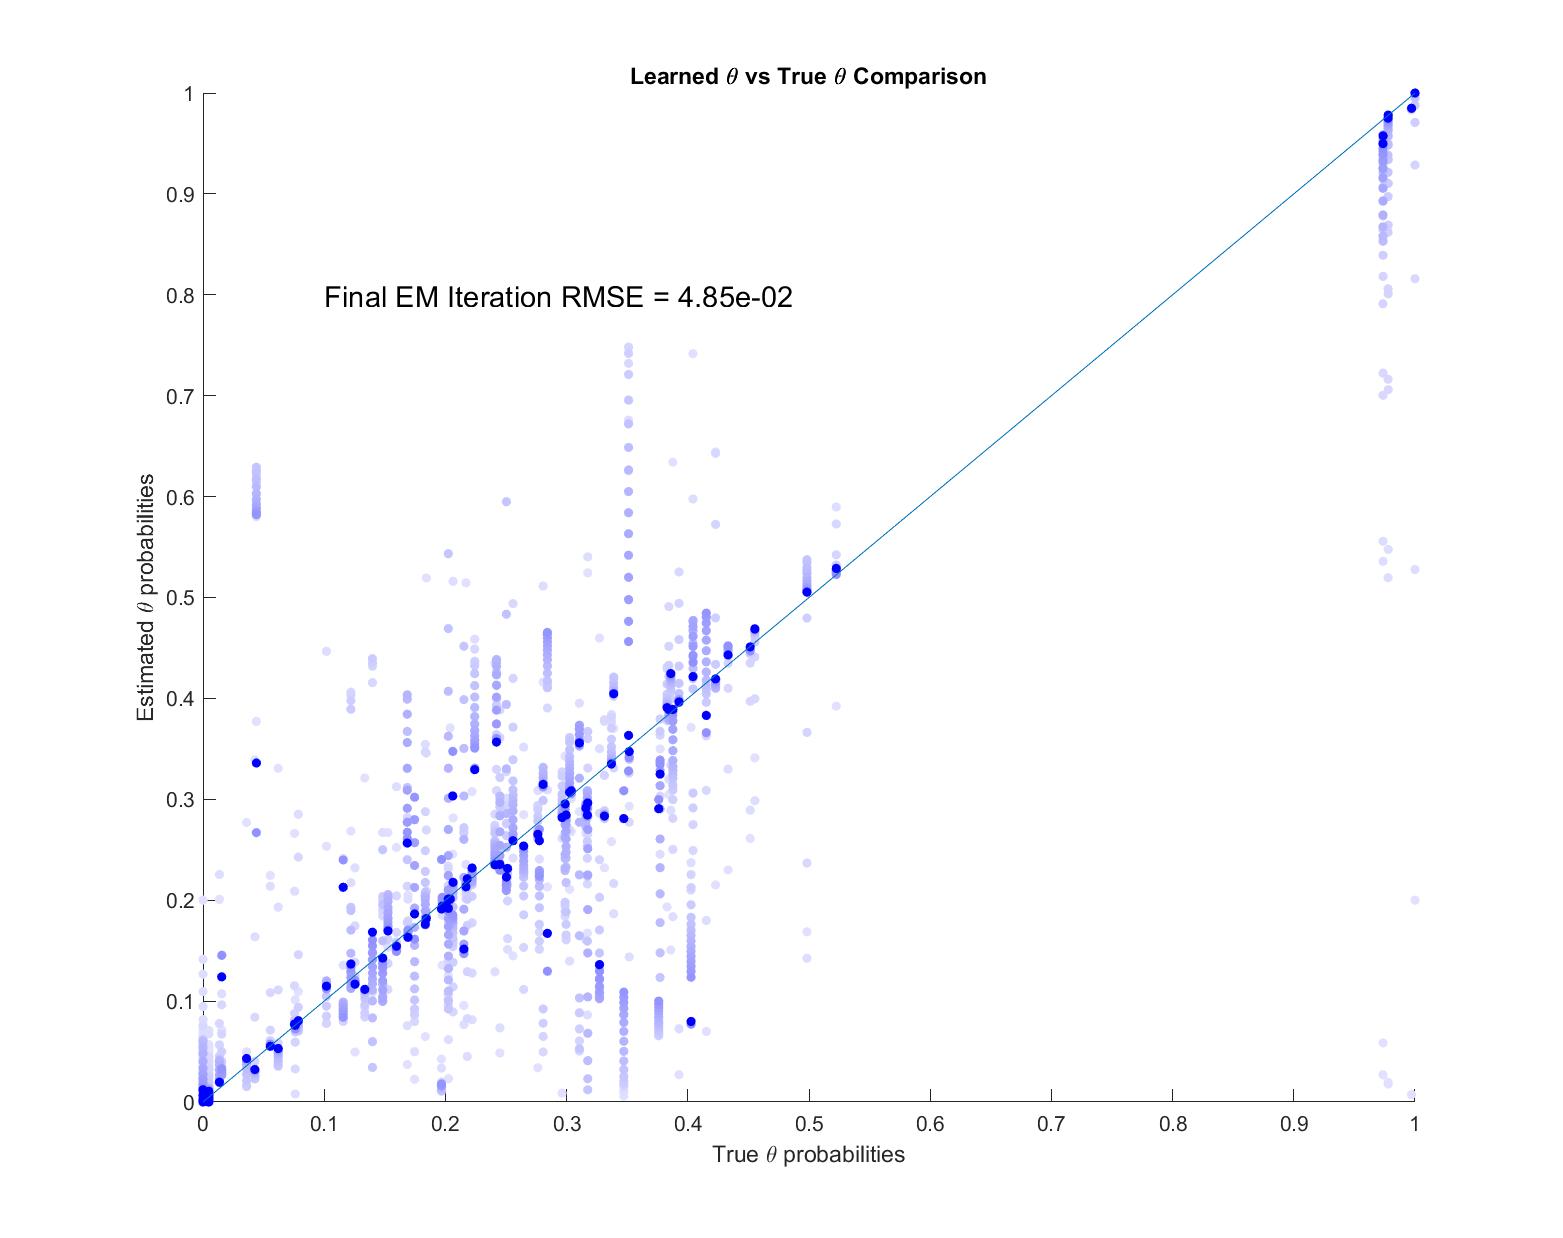 Learned θ vs True θ Comparison
1
0.9
0.8
0.7
0.6
0.5
0.4
0.3
0.2
0.1
0
Estimated θ probabilities
Final EM Iteration RMSE = 4.85e-02
0 0.1 0.2 0.3 0.4 0.5 0.6 0.7 0.8 0.9 1
True θ probabilities